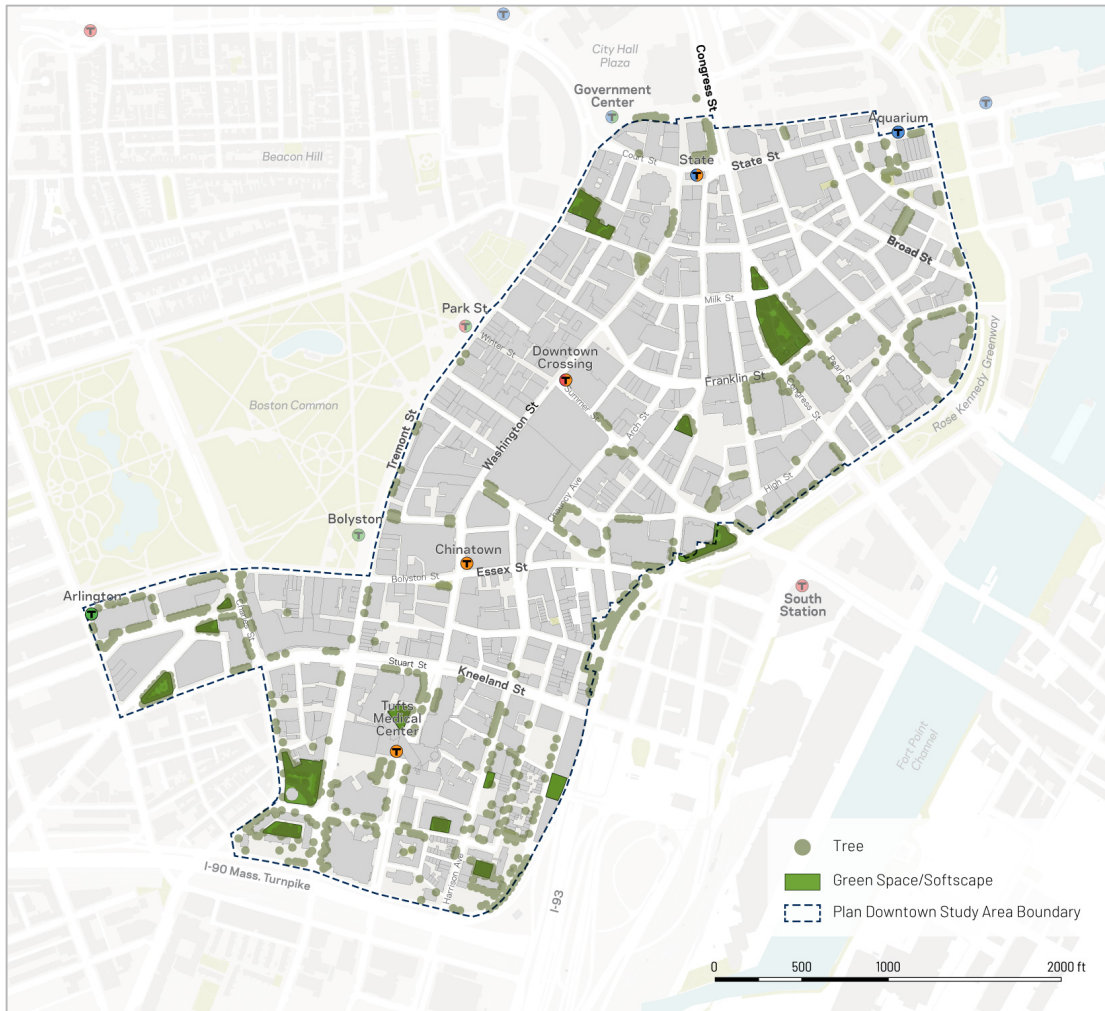 City Hall
Plaza
Congress St
Government
Center
Aquarium
Beacon Hill
Court St
State
State St
Broad St
Park St
Milk St
Winter St
Downtown
Crossing
Franklin St
Pearl St
Congress St
Rose Kennedy Greenway
Boston Common
Summer St
Arch St
Tremont St
Washington St
Chauncy Ave
High St
Bolyston
Chinatown
Essex St
Bolyston St
Arlington
Charles St
South
Station
Stuart St
Kneeland St
Tufts
Medical
Center
Fort Point
Channel
Harrison Ave
I-90 Mass. Turnpike
I-93
Tree
Green Space/Softscape
Plan Downtown Study Area Boundary
0 500 1000 2000 ft
T
T
T
T
T
T
T
T
T
T
T
T
T